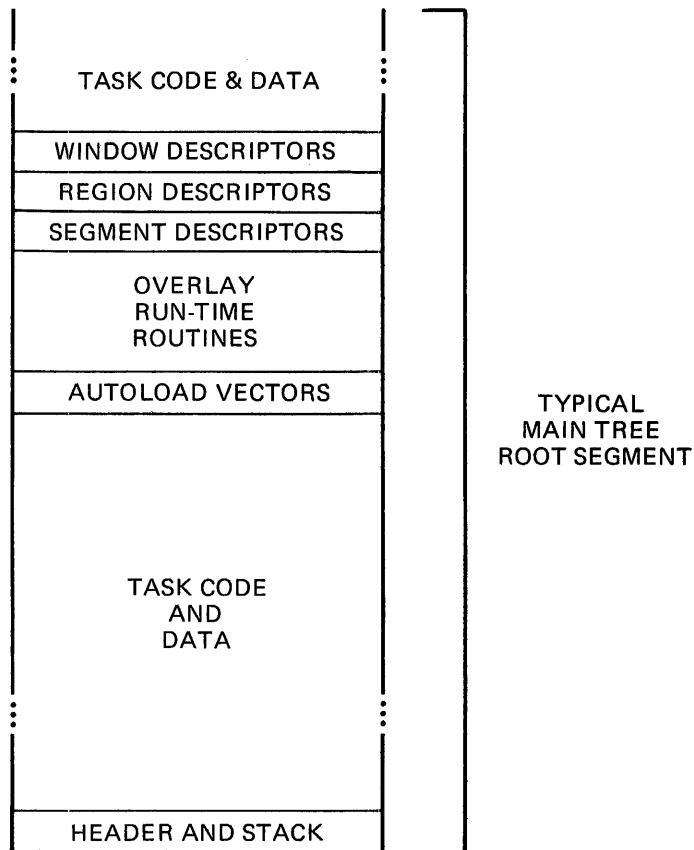 TASK CODE & DATA
WINDOW DESCRIPTORS
REGION DESCRIPTORS
SEGMENT DESCRIPTORS
OVERLAY
RUN-TIME
ROUTINES
AUTOLOAD VECTORS
TYPICAL
MAIN TREE
ROOT SEGMENT
TASK CODE
AND
DATA
HEADER AND STACK